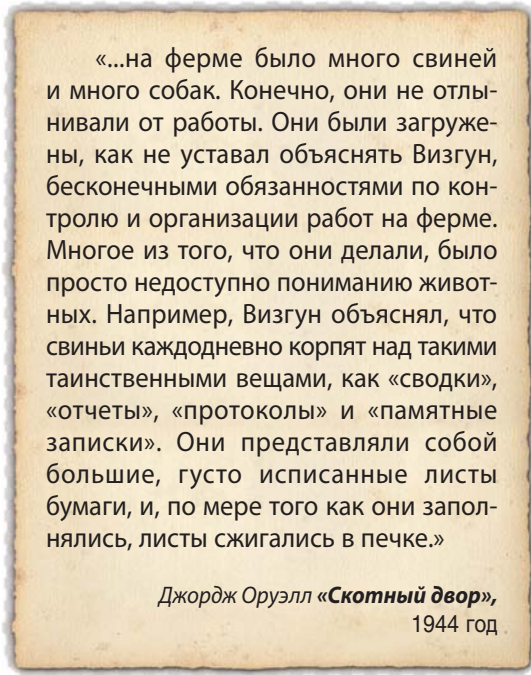 «...на ферме было много свиней
и много собак. Конечно, они не отлы-
нивали от работы. Они были загруже-
ны, как не уставал объяснять Визгун,
бесконечными обязанностями по кон-
тролю и организации работ на ферме.
Многое из того, что они делали, было
просто недоступно пониманию живот-
ных. Например, Визгун объяснял, что
свиньи каждодневно корпят над такими
таинственными вещами, как «сводки»,
«отчеты», «протоколы» и «памятные
записки». Они представляли собой
большие, густо исписанные листы
бумаги, и, по мере того как они запол-
нялись, листы сжигались в печке.»
Джордж Оруэлл «Скотный двор»,
1944 год